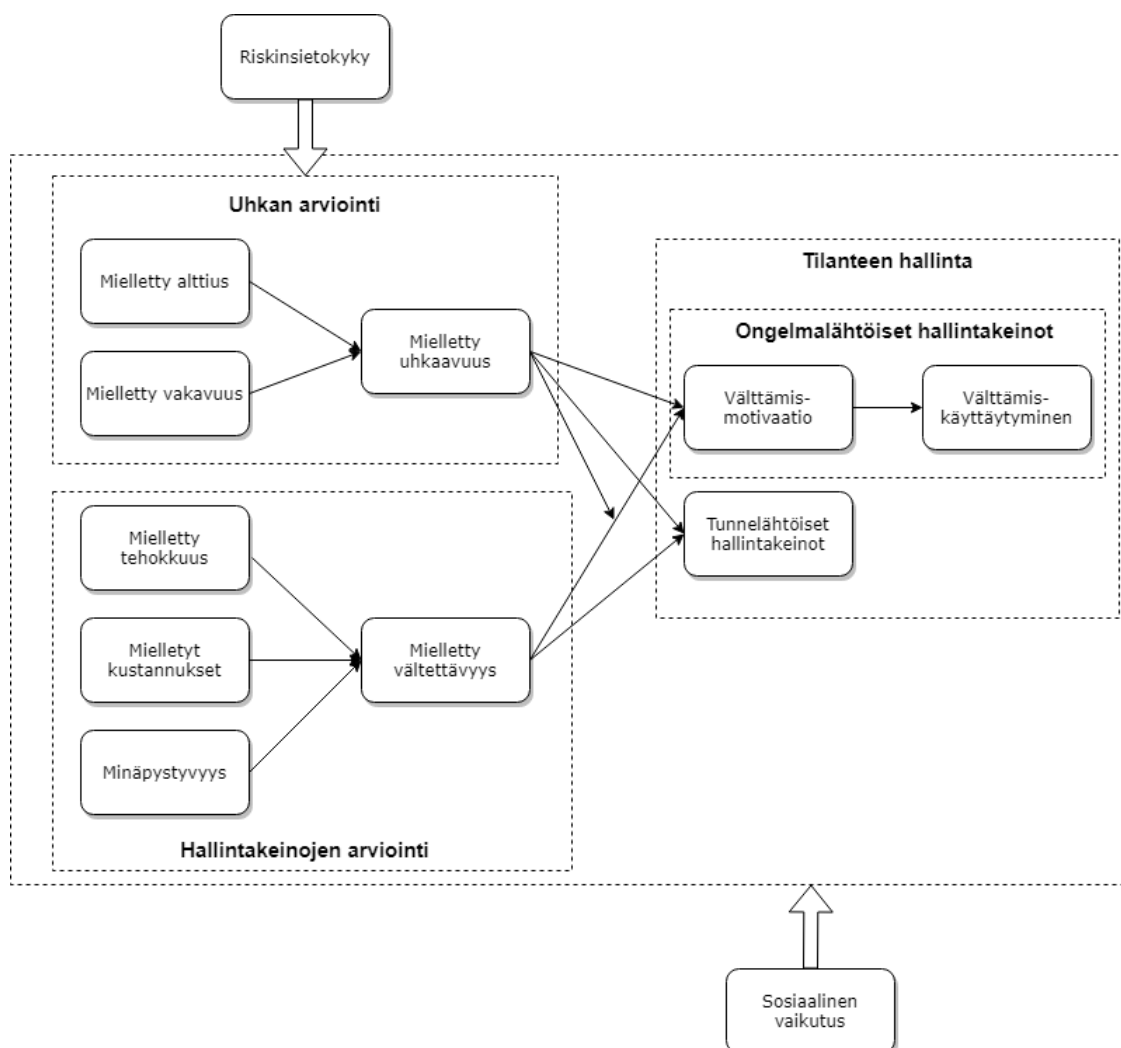 Riskinsietokyky
Uhkan arviointi
Mielletty alttius
Mielletty vakavuus
Mielletty
uhkaavuus
Tilanteen hallinta
Ongelmalähtöiset hallintakeinot
Välttämis-
motivaatio
Välttämis-
käyttäytyminen
Tunnelähtöiset
hallintakeinot
Mielletty
tehokkuus
Mielletyt
kustannukset
Minäpystyvyys
Mielletty
vältettävyys
Hallintakeinojen arviointi
Sosiaalinen
vaikutus